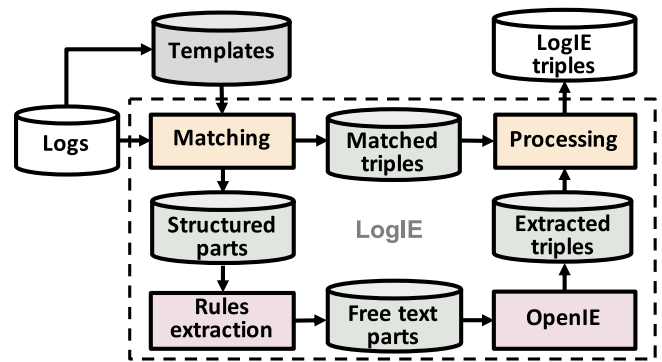 Templates
LogIE
triples
Logs
Matching
Matched
triples
Processing
Structured
parts
LogIE
Extracted
triples
Rules
extraction
Free text
parts
OpenIE